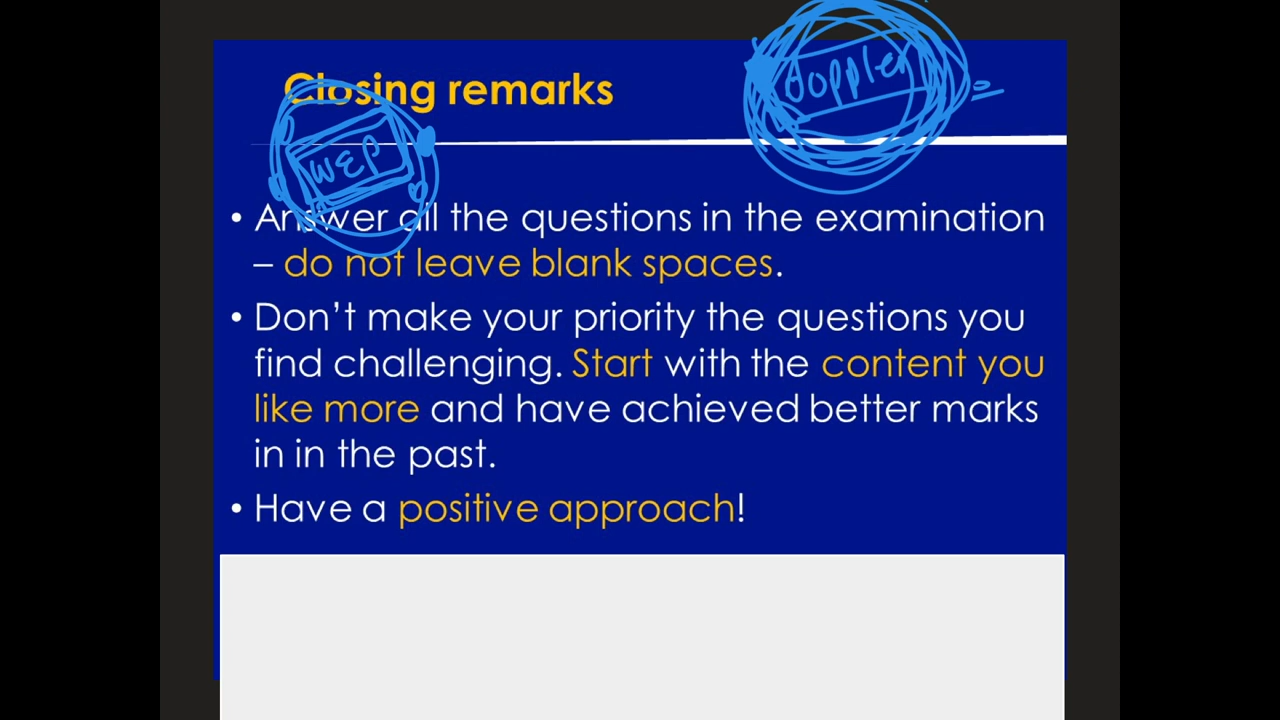 Closing remarks
doppler
WEP
• Answer all the questions in the examination
– do not leave blank spaces.
• Don’t make your priority the questions you
find challenging. Start with the content you
like more and have achieved better marks
in in the past.
• Have a positive approach!